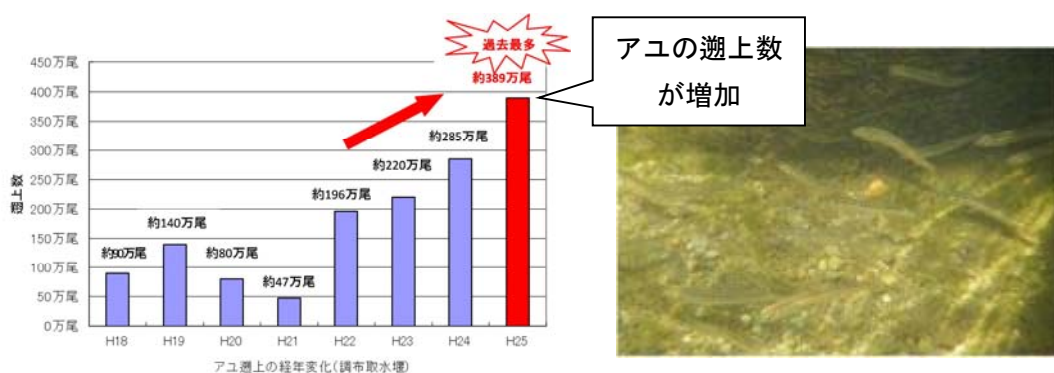 過去最多
アユの遡上数
が増加
450万尾
400万尾
350万尾
300万尾
250万尾
200万尾
150万尾
100万尾
50万尾
0万尾
遡上数
約90万尾
約140万尾
約80万尾
約47万尾
約196万尾
約220万尾
約285万尾
約389万尾
H18
H19
H20
H21
H22
H23
H24
H25
アユ遡上の経年変化(調布取水堰)